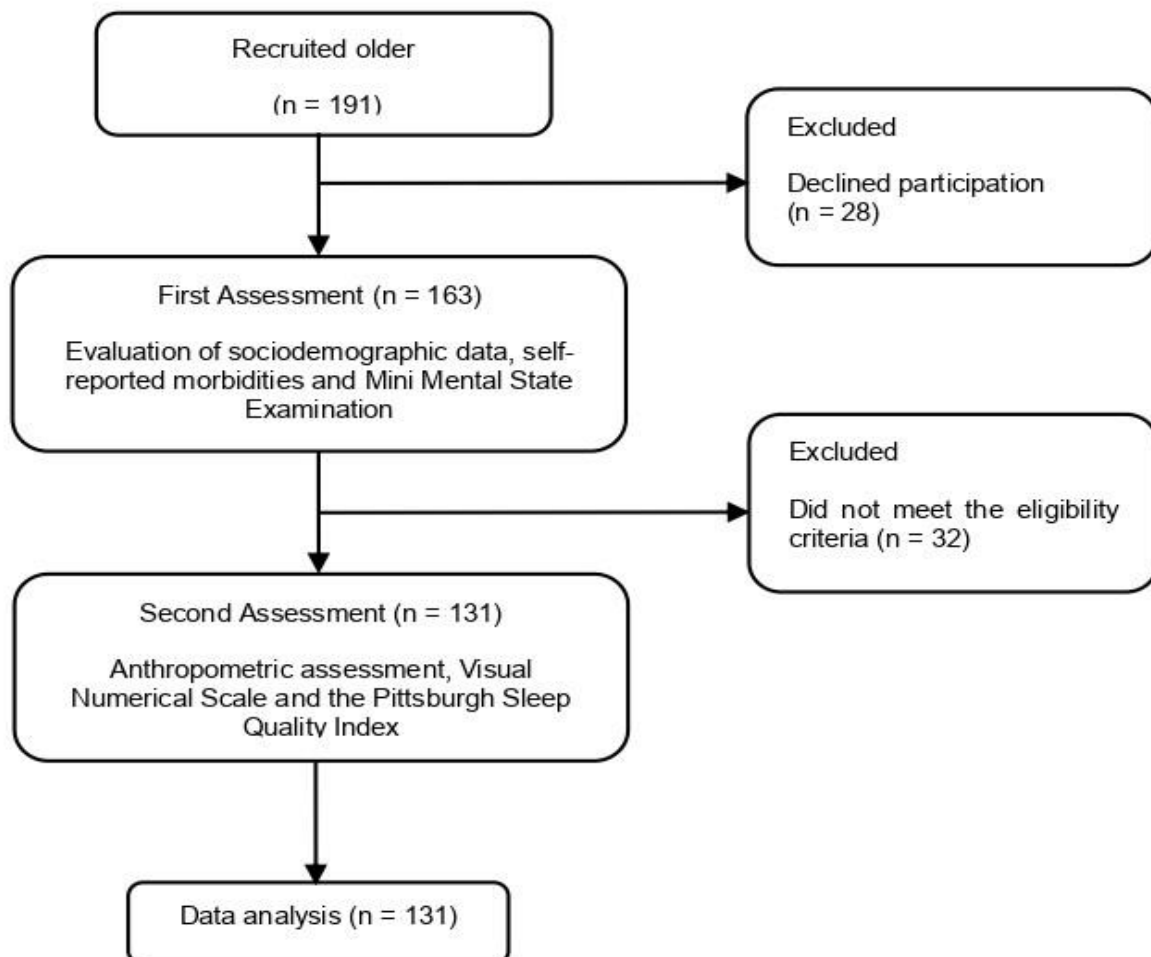 Recruited older
(n = 191)
Excluded
Declined participation
(n = 28)
First Assessment (n = 163)
Evaluation of sociodemographic data, self-
reported morbidities and Mini Mental State
Examination
Excluded
Did not meet the eligibility
criteria (n = 32)
Second Assessment (n = 131)
Anthropometric assessment, Visual
Numerical Scale and the Pittsburgh Sleep
Quality Index
Data analysis (n = 131)